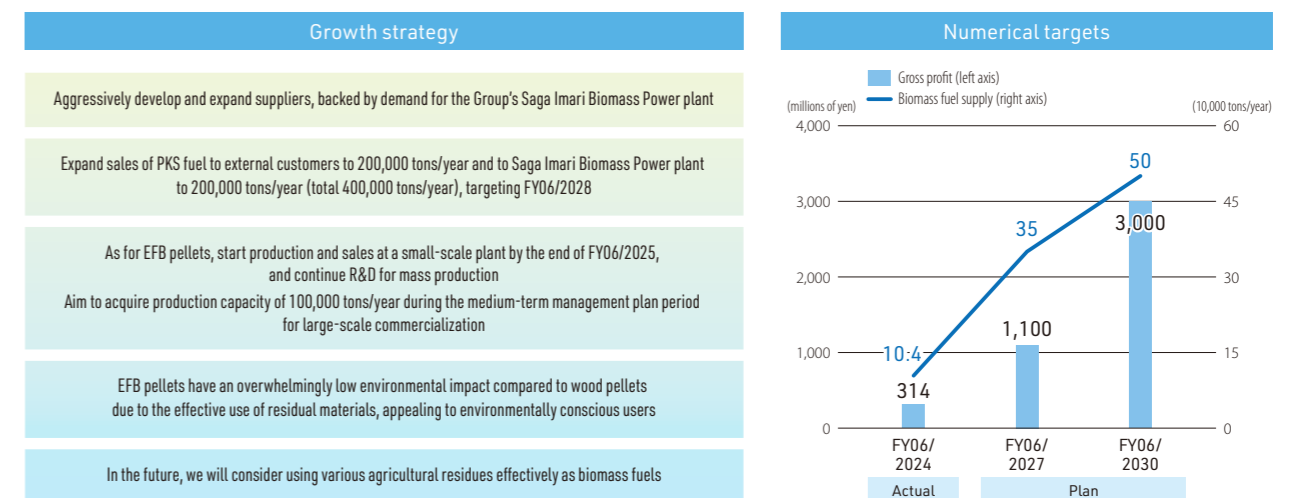 Growth strategy
Aggressively develop and expand suppliers, backed by demand for the Group's Saga Imari Biomass Power plant
Expand sales of PKS fuel to external customers to 200,000 tons/year and to Saga Imari Biomass Power plant
to 200,000 tons/year (total 400,000 tons/year), targeting FY06/2028
As for EFB pellets, start production and sales at a small-scale plant by the end of FY06/2025,
and continue R&D for mass production
Aim to acquire production capacity of 100,000 tons/year during the medium-term management plan period
for large-scale commercialization
EFB pellets have an overwhelmingly low environmental impact compared to wood pellets
due to the effective use of residual materials, appealing to environmentally conscious users
In the future, we will consider using various agricultural residues effectively as biomass fuels
Numerical targets
Gross profit (left axis)
Biomass fuel supply (right axis)
(millions of yen)
(10,000 tons/year)
4,000
60
50
3,000
45
3,000
35
2,000
30
1,100
1,000
10.4
15
314
0
0
FY06/
2024
FY06/
2027
FY06/
2030
Actual
Plan